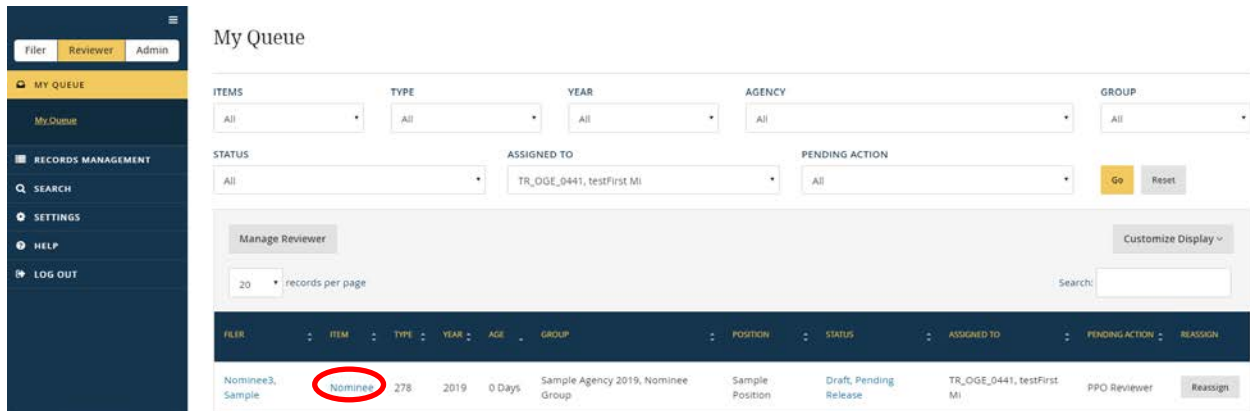 Filer Reviewer Admin
MY QUEUE
My Queue
RECORDS MANAGEMENT
SEARCH
SETTINGS
HELP
LOG OUT
My Queue
ITEMS TYPE YEAR AGENCY GROUP
All All All All All
STATUS ASSIGNED TO PENDING ACTION
All TR_OGE_0441, testFirst MI All Go Reset
Manage Reviewer Customize Display
20 records per page Search:
FILER ITEM TYPE YEAR AGE GROUP POSITION STATUS ASSIGNED TO PENDING ACTION REASSIGN
Nominee3, Nominee 278 2019 0 Days Sample Agency 2019, Nominee Sample Draft, Pending TR_OGE_0441, testFirst PPO Reviewer Reassign
Sample Group Position Release MI